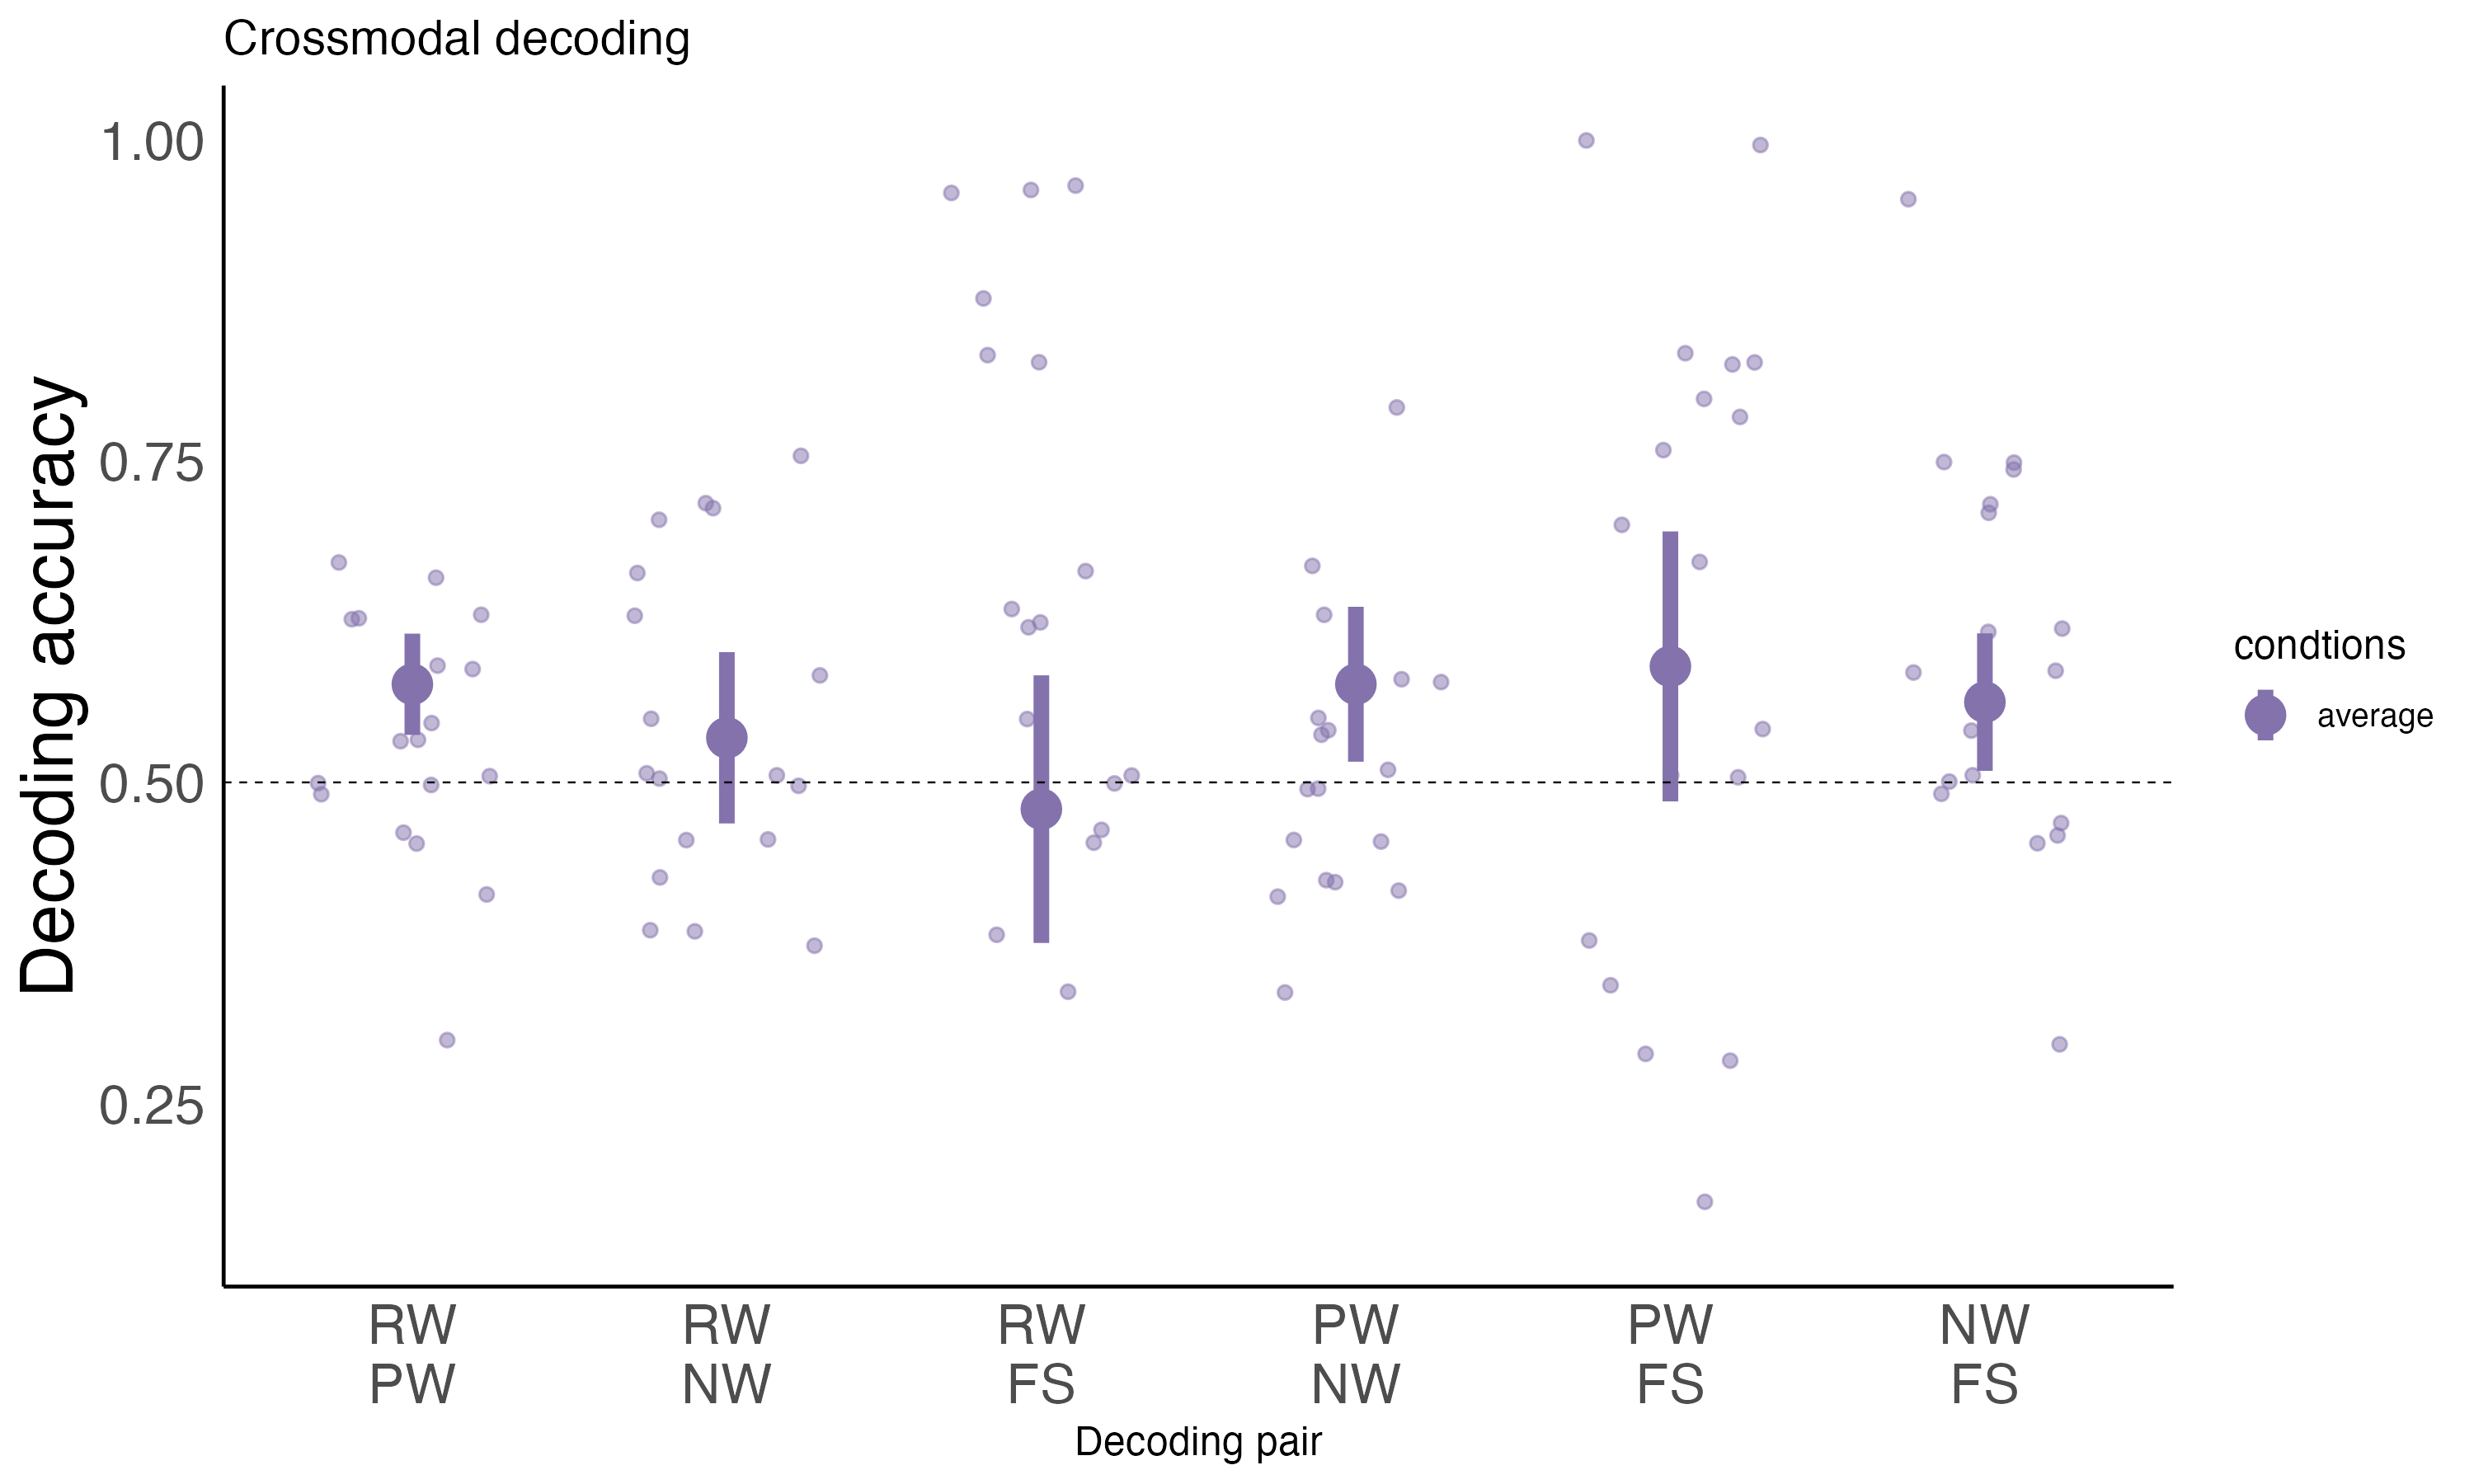 Crossmodal decoding
Decoding accuracy
1.00
0.75
0.50
0.25
RW RW RW PW PW NW
PW NW FS NW FS FS
Decoding pair
condtions
average